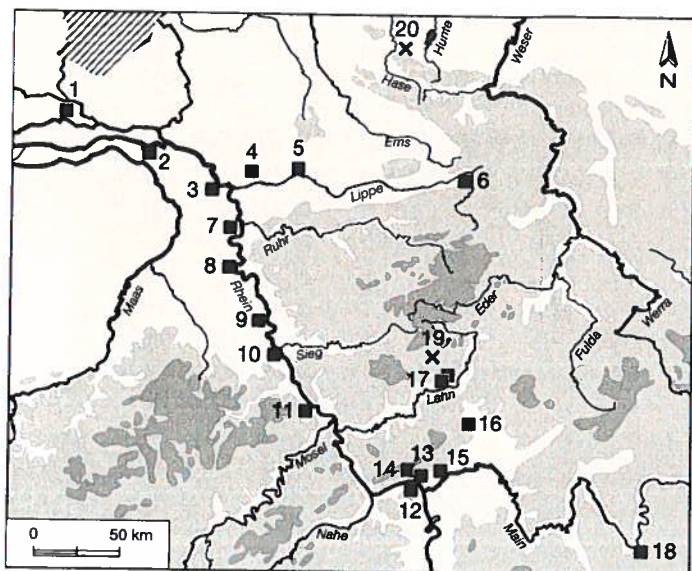 20
Hunte
Weser
N
Hase
1
Ems
2
4
5
3
Lippe
6
7
Ruhr
8
Maas
Rhein
Eder
Werra
9
Fulda
10
Sieg
19
17
Lahn
11
16
Mosel
14
13
15
12
Main
Nahe
18
0
50 km